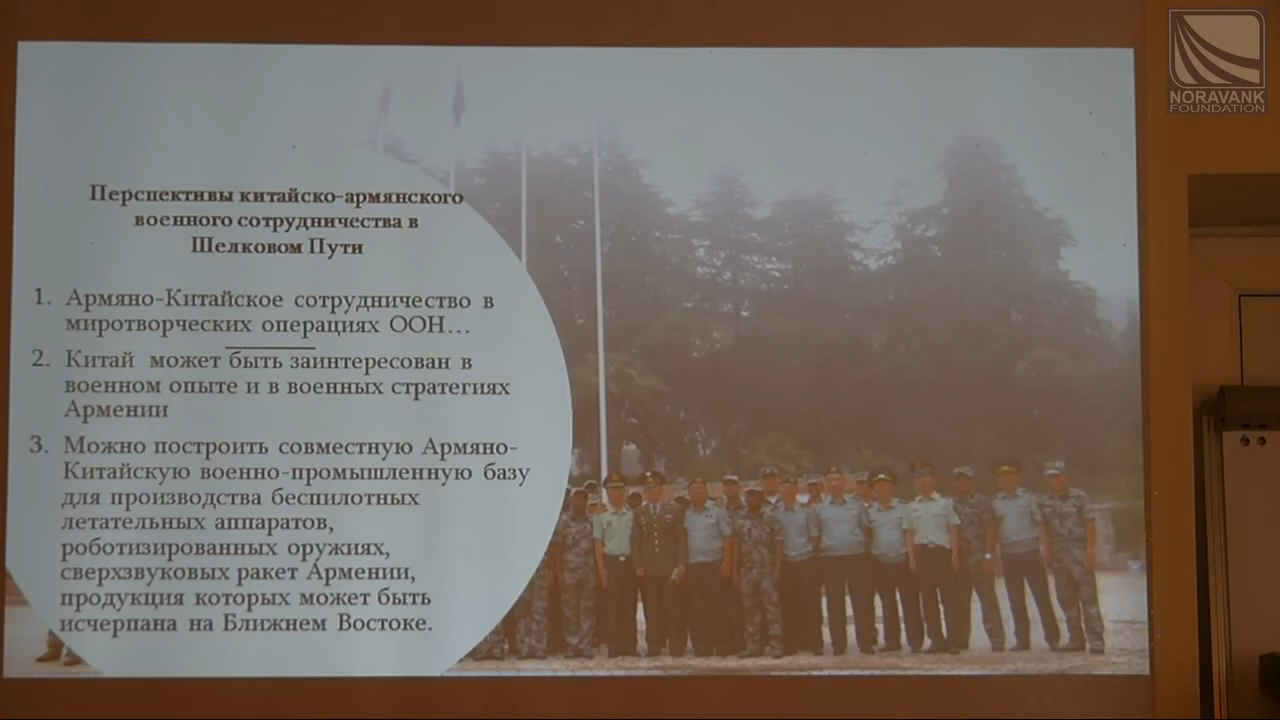 NORAVANK
FOUNDATION
Перспективы китайско-армянского
военного сотрудничества в
Шелковом Пути
1. Армяно-Китайское сотрудничество в
миротворческих операциях ООН...
2. Китай может быть заинтересован в
военном опыте и в военных стратегиях
Армении
3. Можно построить совместную Армяно-
Китайскую военно-промышленную базу
для производства беспилотных
летательных аппаратов,
роботизированных оружиях,
сверхзвуковых ракет Армении,
продукция которых может быть
исчерпана на Ближнем Востоке.